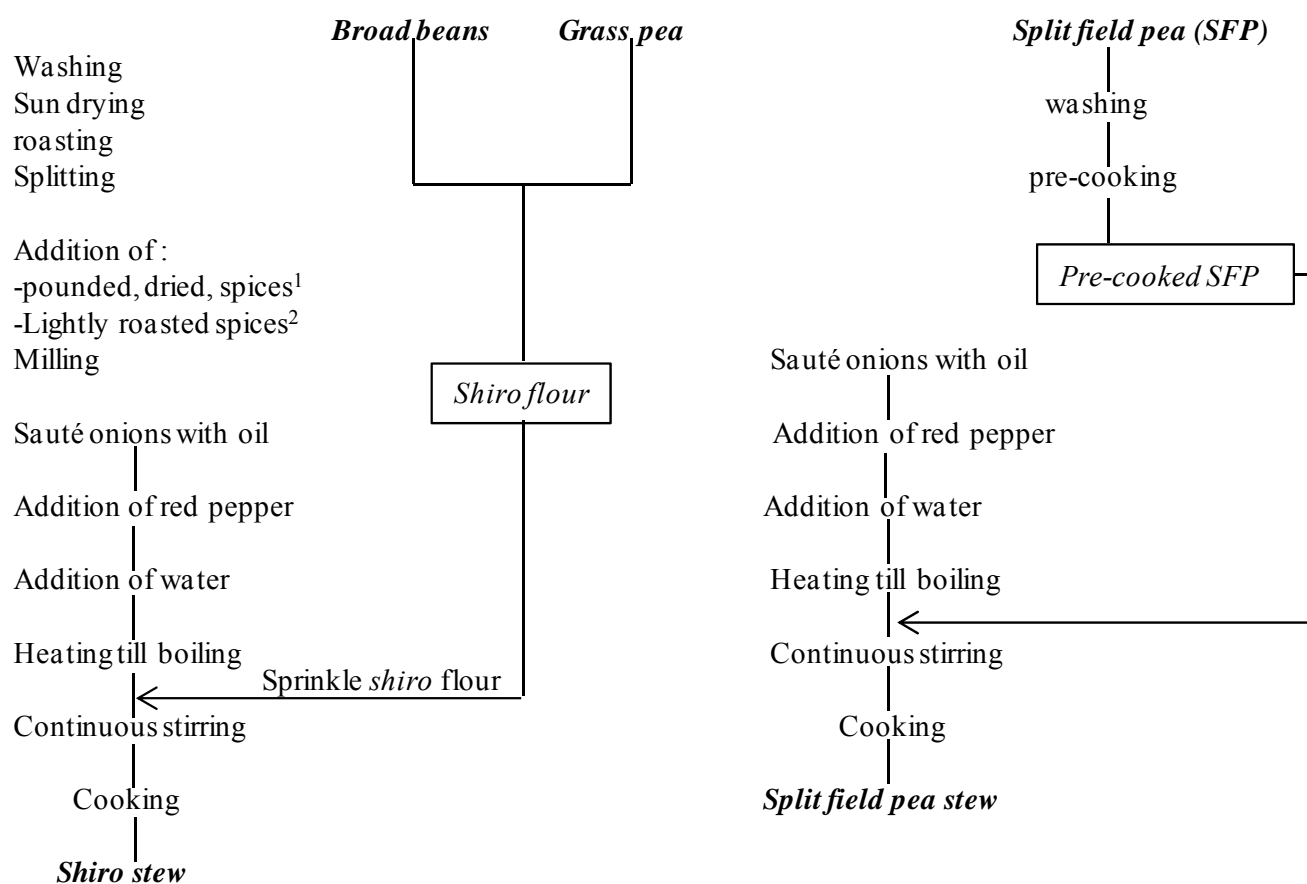 Broad beans
Grass pea
Washing
Sun drying
roasting
Splitting
Addition of :
-pounded, dried, spices1
-Lightly roasted spices2
Milling
Shiro flour
Sauté onions with oil
Addition of red pepper
Addition of water
Heating till boiling
Sprinkle shiro flour
Continuous stirring
Cooking
Shiro stew
Split field pea (SFP)
washing
pre-cooking
Pre-cooked SFP
Sauté onions with oil
Addition of red pepper
Addition of water
Heating till boiling
Continuous stirring
Cooking
Split field pea stew